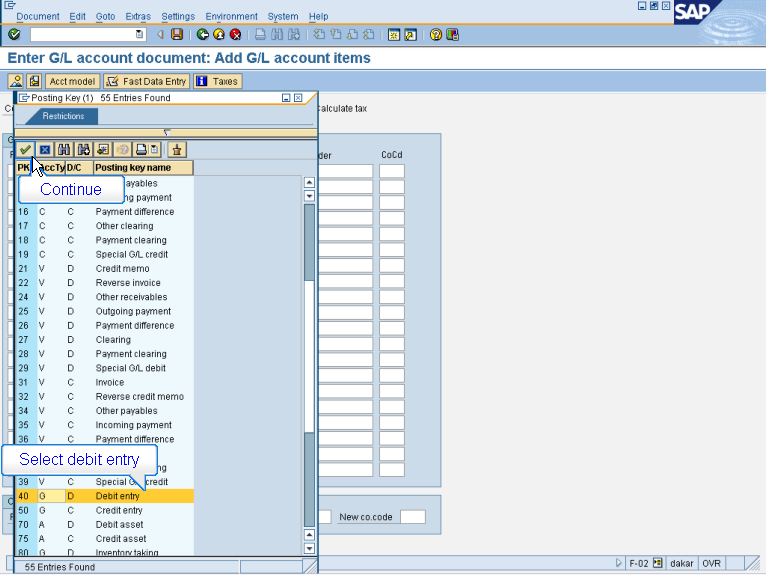 Document Edit Goto Extras Settings Environment System Help
SAP
Enter G/L account document: Add G/L account items
Acct model Fast Data Entry Taxes
Posting Key (1) 55 Entries Found
Calculate tax
Restrictions
CoCd
PK AccTy D/C Posting key name
Continue
16 C C Payment difference
17 C C Other clearing
18 C C Payment clearing
19 C C Special G/L credit
21 V D Credit memo
22 V D Reverse invoice
24 V D Other receivables
25 V D Outgoing payment
26 V D Payment difference
27 V D Clearing
28 V D Payment clearing
29 V D Special G/L debit
31 V C Invoice
32 V C Reverse credit memo
34 V C Other payables
35 V C Incoming payment
36 V C Payment difference
Select debit entry
39 V C Special G/L credit
40 G D Debit entry
50 G C Credit entry
70 A D Debit asset
75 A C Credit asset
80 G D Inventory taking
New co.code
55 Entries Found
F-02 dakar OVR